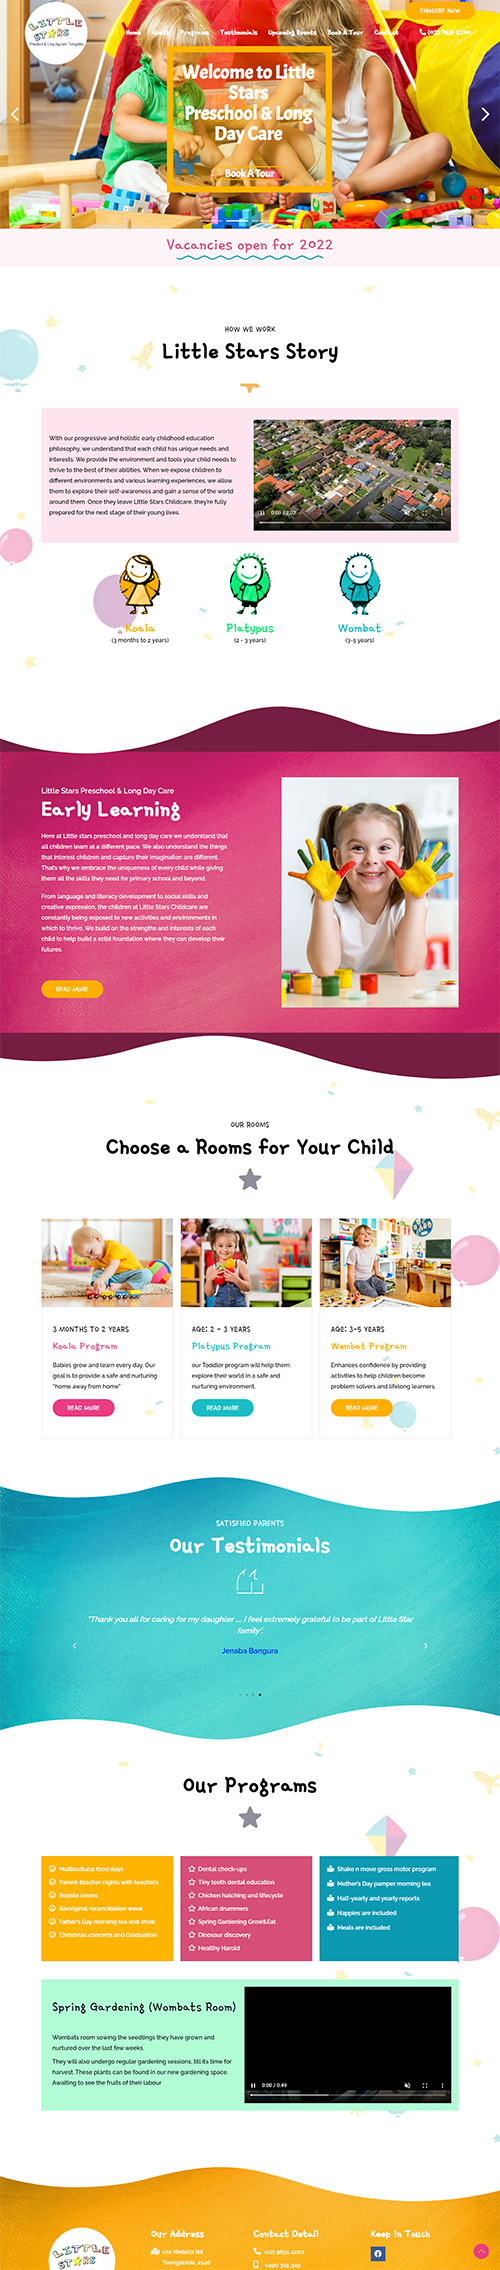 ENQUIRE NOW
LITTLE
STARS
Preschool & Long day care Toongabbie
Home About Programs Testimonials Upcoming Events Book A Tour Contact (02) 9631 4200
Welcome to Little
Stars
Preschool & Long
Day Care
Book A Tour
Vacancies open for 2022
HOW WE WORK
Little Stars Story
With our progressive and holistic early childhood education
philosophy, we understand that each child has unique needs and
interests. We provide the environment and tools your child needs to
thrive to the best of their abilities. When we expose children to
different environments and various learning experiences, we allow
them to explore their self-awareness and gain a sense of the world
around them. Once they leave Little Stars Childcare, they're fully
prepared for the next stage of their young lives.
0:00 / 2:02
Koala
(3 months to 2 years)
Platypus
(2 - 3 years)
Wombat
(3-5 years)
Little Stars Preschool & Long Day Care
Early Learning
Here at Little stars preschool and long day care we understand that
all children learn at a different pace. We also understand the things
that interest children and capture their imagination are different.
That's why we embrace the uniqueness of every child while giving
them all the skills they need for primary school and beyond.
From language and literacy development to social skills and
creative expression, the children at Little Stars Childcare are
constantly being exposed to new activities and environments in
which to thrive. We build on the strengths and interests of each
child to help build a solid foundation where they can develop their
futures.
READ MORE
OUR ROOMS
Choose a Rooms for Your Child
3 MONTHS TO 2 YEARS
Koala Program
Babies grow and learn every day. Our
goal is to provide a safe and nurturing
"home away from home"
READ MORE
AGE: 2 - 3 YEARS
Platypus Program
our Toddler program will help them
explore their world in a safe and
nurturing environment.
READ MORE
AGE: 3-5 YEARS
Wombat Program
Enhances confidence by providing
activities to help children become
problem solvers and lifelong learners.
READ MORE
SATISFIED PARENTS
Our Testimonials
"Thank you all for caring for my daughter .... I feel extremely grateful to be part of Little Star
family".
Jenaba Bangura
Our Programs
Multicultural food days
Parent-teacher nights with teachers
Reptile shows
Aboriginal reconciliation week
Father's Day morning tea and show
Christmas concerts and Graduation
Dental check-ups
Tiny teeth dental education
Chicken hatching and lifecycle
African drummers
Spring Gardening Grow&Eat
Dinosaur discovery
Healthy Harold
Shake n move gross motor program
Mother's Day pamper morning tea
Half-yearly and yearly reports
Nappies are included
Meals are included
Spring Gardening (Wombats Room)
Wombats room sowing the seedlings they have grown and
nurtured over the last few weeks.
They will also undergo regular gardening sessions, till its time for
harvest. These plants can be found in our new gardening space.
Awaiting to see the fruits of their labour
0:00 / 0:49
LITTLE
STARS
Our Address
102 Metella Rd
Toongabbie, 2146
Contact Detail
(02) 9631 4200
0490 315 345
Keep In Touch